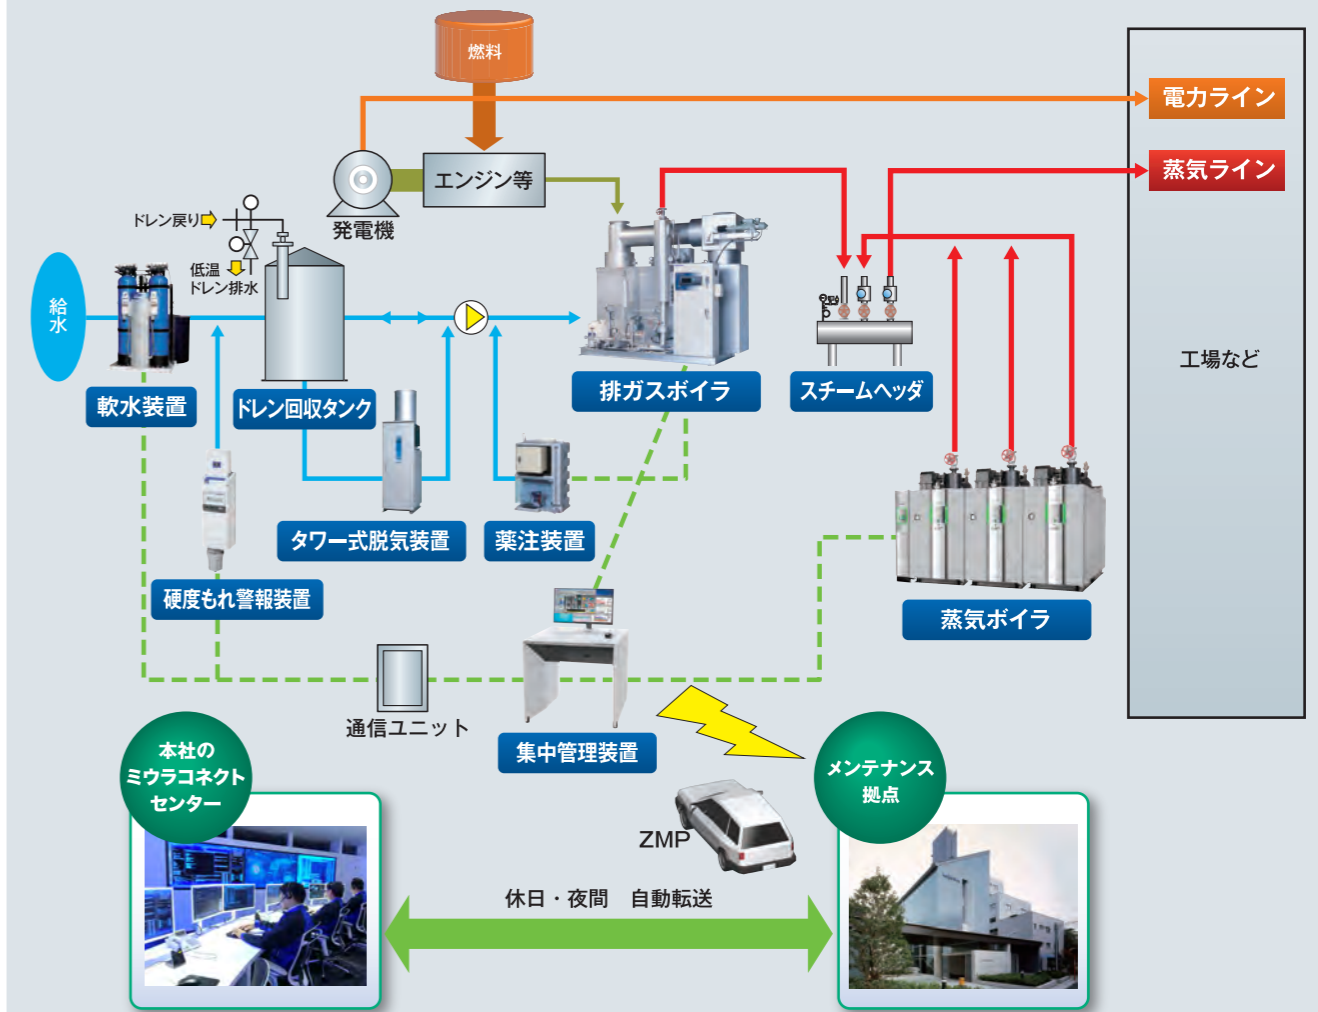 燃料
電力ライン
エンジン等
蒸気ライン
発電機
ドレン戻り
低温
ドレン排水
給水
工場など
軟水装置
ドレン回収タンク
排ガスボイラ
スチームヘッダ
タワー式脱気装置
薬注装置
硬度もれ警報装置
蒸気ボイラ
通信ユニット
集中管理装置
本社の
ミウラコネクト
センター
メンテナンス
拠点
ZMP
休日・夜間 自動転送